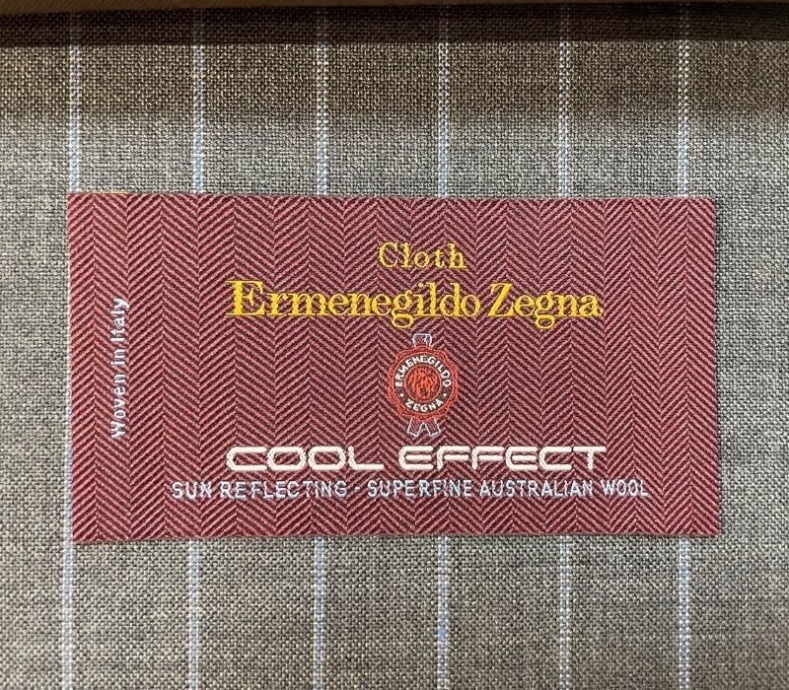 Cloth
Ermenegildo Zegna
ERMENEGILDO
ZEGNA
COOL EFFECT
SUN REFLECTING - SUPERFINE AUSTRALIAN WOOL
Woven in Italy